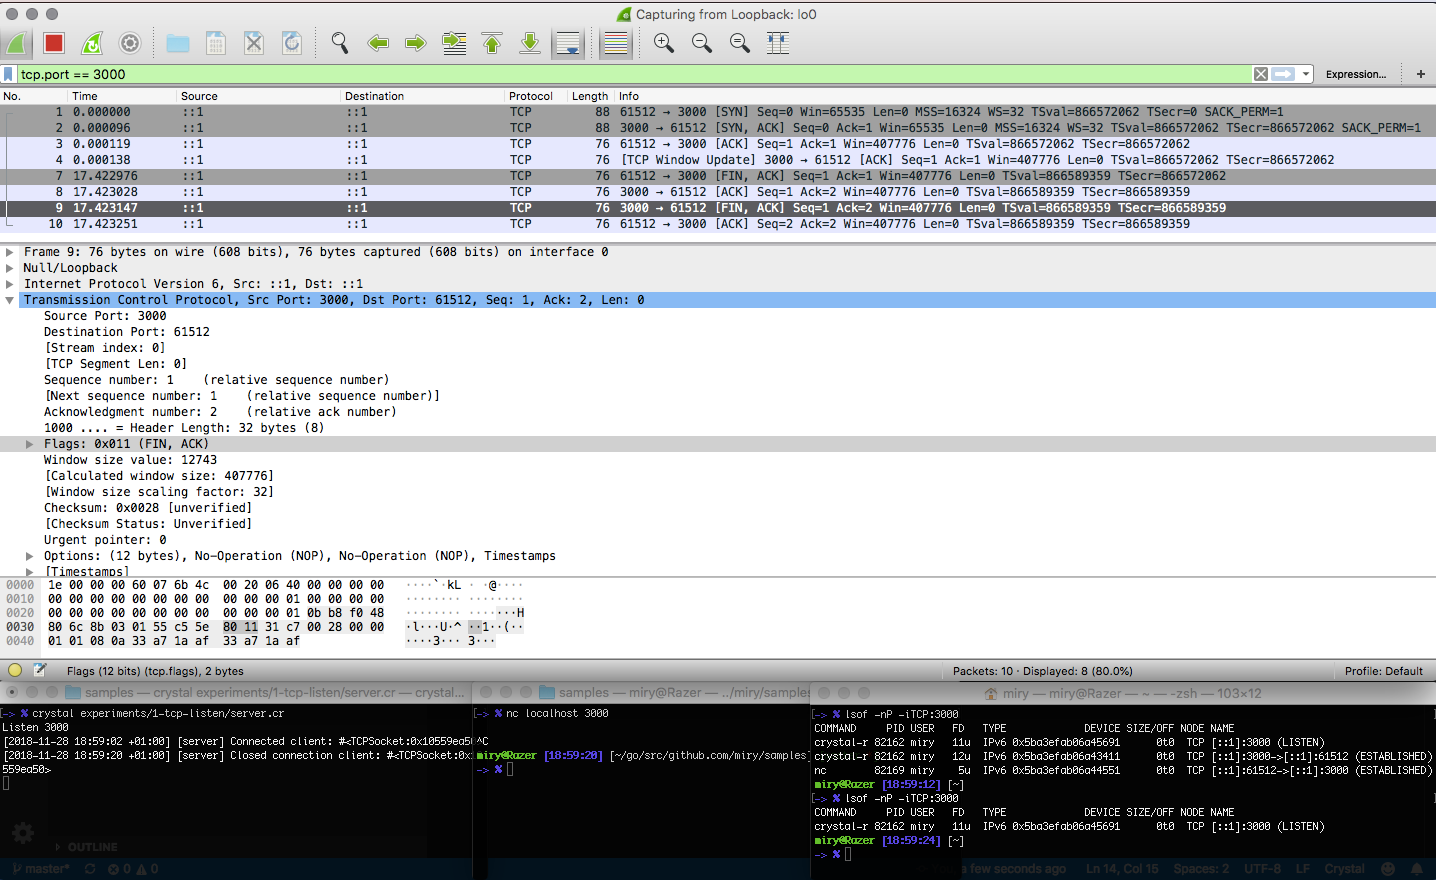 Capturing from Loopback: lo0
tcp.port == 3000
Expression...
+
No. Time Source Destination Protocol Length Info
1 0.000000 ::1 ::1 TCP 88 61512 → 3000 [SYN] Seq=0 Win=65535 Len=0 MSS=16324 WS=32 TSval=866572062 TSecr=0 SACK_PERM=1
2 0.000096 ::1 ::1 TCP 88 3000 → 61512 [SYN, ACK] Seq=0 Ack=1 Win=65535 Len=0 MSS=16324 WS=32 TSval=866572062 TSecr=866572062 SACK_PERM=1
3 0.000119 ::1 ::1 TCP 76 61512 → 3000 [ACK] Seq=1 Ack=1 Win=407776 Len=0 TSval=866572062 TSecr=866572062
4 0.000138 ::1 ::1 TCP 76 [TCP Window Update] 3000 → 61512 [ACK] Seq=1 Ack=1 Win=407776 Len=0 TSval=866572062 TSecr=866572062
7 17.422976 ::1 ::1 TCP 76 61512 → 3000 [FIN, ACK] Seq=1 Ack=1 Win=407776 Len=0 TSval=866589359 TSecr=866572062
8 17.423028 ::1 ::1 TCP 76 3000 → 61512 [ACK] Seq=1 Ack=2 Win=407776 Len=0 TSval=866589359 TSecr=866589359
9 17.423147 ::1 ::1 TCP 76 3000 → 61512 [FIN, ACK] Seq=1 Ack=2 Win=407776 Len=0 TSval=866589359 TSecr=866589359
10 17.423251 ::1 ::1 TCP 76 61512 → 3000 [ACK] Seq=2 Ack=2 Win=407776 Len=0 TSval=866589359 TSecr=866589359
Frame 9: 76 bytes on wire (608 bits), 76 bytes captured (608 bits) on interface 0
Null/Loopback
Internet Protocol Version 6, Src: ::1, Dst: ::1
Transmission Control Protocol, Src Port: 3000, Dst Port: 61512, Seq: 1, Ack: 2, Len: 0
Source Port: 3000
Destination Port: 61512
[Stream index: 0]
[TCP Segment Len: 0]
Sequence number: 1    (relative sequence number)
[Next sequence number: 1    (relative sequence number)]
Acknowledgment number: 2    (relative ack number)
1000 .... = Header Length: 32 bytes (8)
Flags: 0x011 (FIN, ACK)
Window size value: 12743
[Calculated window size: 407776]
[Window size scaling factor: 32]
Checksum: 0x0028 [unverified]
[Checksum Status: Unverified]
Urgent pointer: 0
Options: (12 bytes), No-Operation (NOP), No-Operation (NOP), Timestamps
[Timestamps]
0000 1e 00 00 00 60 07 6b 4c 00 20 06 40 00 00 00 00 ····`·kL · ·@····
0010 00 00 00 00 00 00 00 00 00 00 00 01 00 00 00 00 ········ ········
0020 00 00 00 00 00 00 00 00 00 00 00 01 0b b8 f0 48 ········ ·······H
0030 80 6c 8b 03 01 55 c5 5e 80 11 31 c7 00 28 00 00 ·l···U·^ ··1··(··
0040 01 01 08 0a 33 a7 1a af 33 a7 1a af ····3··· 3···
Flags (12 bits) (tcp.flags), 2 bytes
Packets: 10 · Displayed: 8 (80.0%)
Profile: Default
samples — crystal experiments/1-tcp-listen/server.cr — crystal...
-> % crystal experiments/1-tcp-listen/server.cr
Listen 3000
[2018-11-28 18:59:02 +01:00] [server] Connected client: #<TCPSocket:0x10559ea50
[2018-11-28 18:59:20 +01:00] [server] Closed connection client: #<TCPSocket:0x1
559ea50>
OUTLINE
master*
0 0
samples — miry@Razer — ../miry/samples
-> % nc localhost 3000
^C
miry@Razer [18:59:20] [~/go/src/github.com/miry/samples]
-> %
miry — miry@Razer — ~ — -zsh — 103×12
-> % lsof -nP -iTCP:3000
COMMAND PID USER FD TYPE DEVICE SIZE/OFF NODE NAME
crystal-r 82162 miry 11u IPv6 0x5ba3efab06a45691 0t0 TCP [::1]:3000 (LISTEN)
crystal-r 82162 miry 12u IPv6 0x5ba3efab06a43411 0t0 TCP [::1]:3000->[::1]:61512 (ESTABLISHED)
nc 82169 miry 5u IPv6 0x5ba3efab06a44551 0t0 TCP [::1]:61512->[::1]:3000 (ESTABLISHED)
miry@Razer [18:59:12] [~]
-> % lsof -nP -iTCP:3000
COMMAND PID USER FD TYPE DEVICE SIZE/OFF NODE NAME
crystal-r 82162 miry 11u IPv6 0x5ba3efab06a45691 0t0 TCP [::1]:3000 (LISTEN)
miry@Razer [18:59:24] [~]
-> %
a few seconds ago Ln 14, Col 15 Spaces: 2 UTF-8 LF Crystal